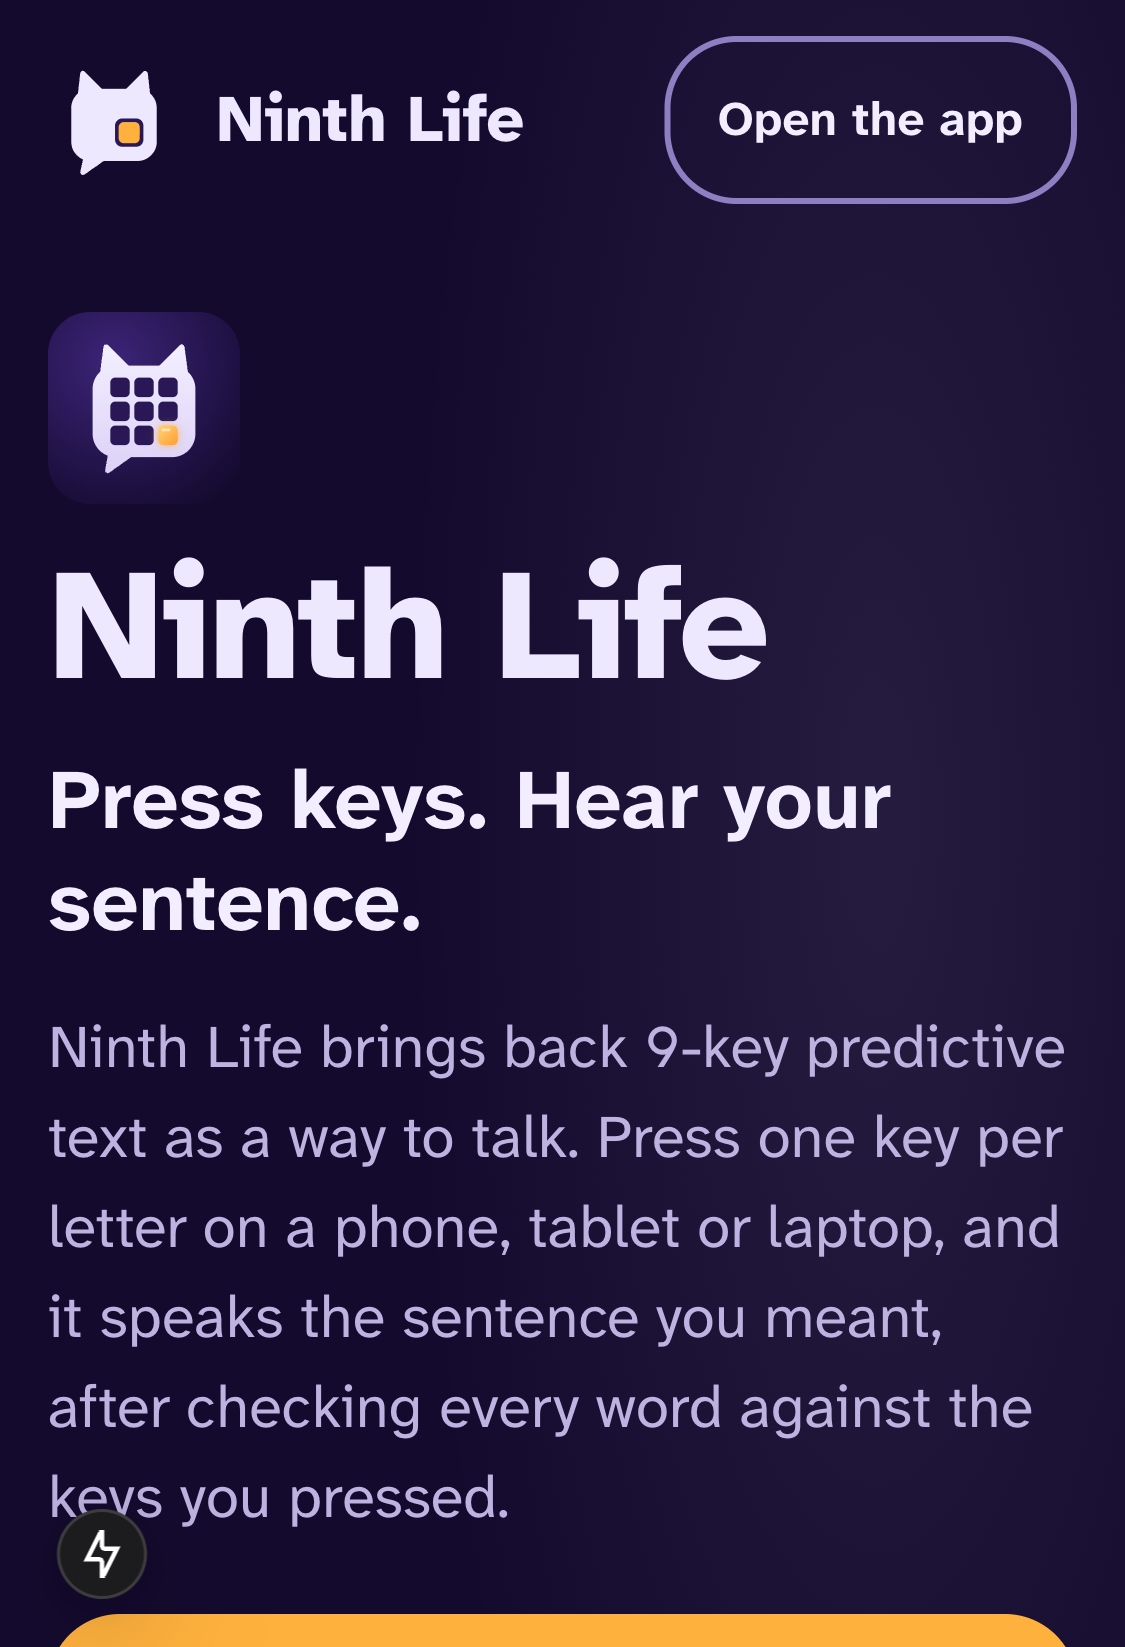 Ninth Life
Open the app
Ninth Life
Press keys. Hear your
sentence.
Ninth Life brings back 9-key predictive
text as a way to talk. Press one key per
letter on a phone, tablet or laptop, and
it speaks the sentence you meant,
after checking every word against the
keys you pressed.